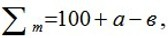 ∑ т=100 + а – в,